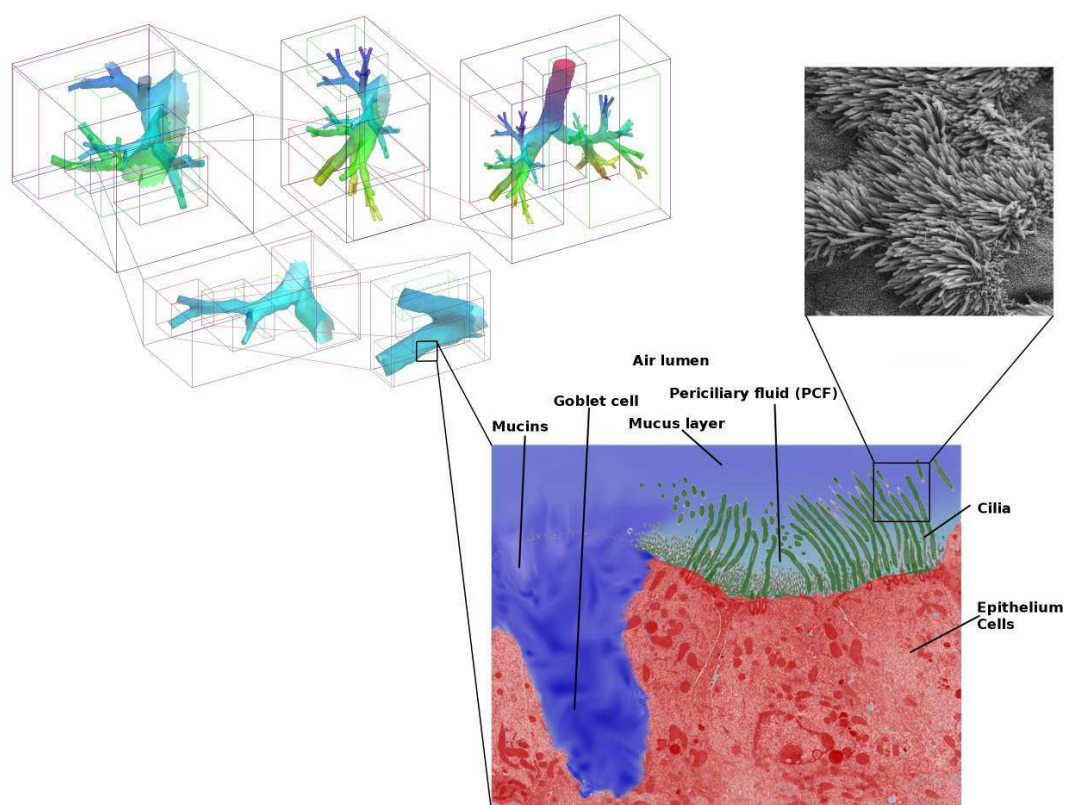 Air lumen
Periciliary fluid (PCF)
Goblet cell
Mucus layer
Mucins
Cilia
Epithelium
Cells